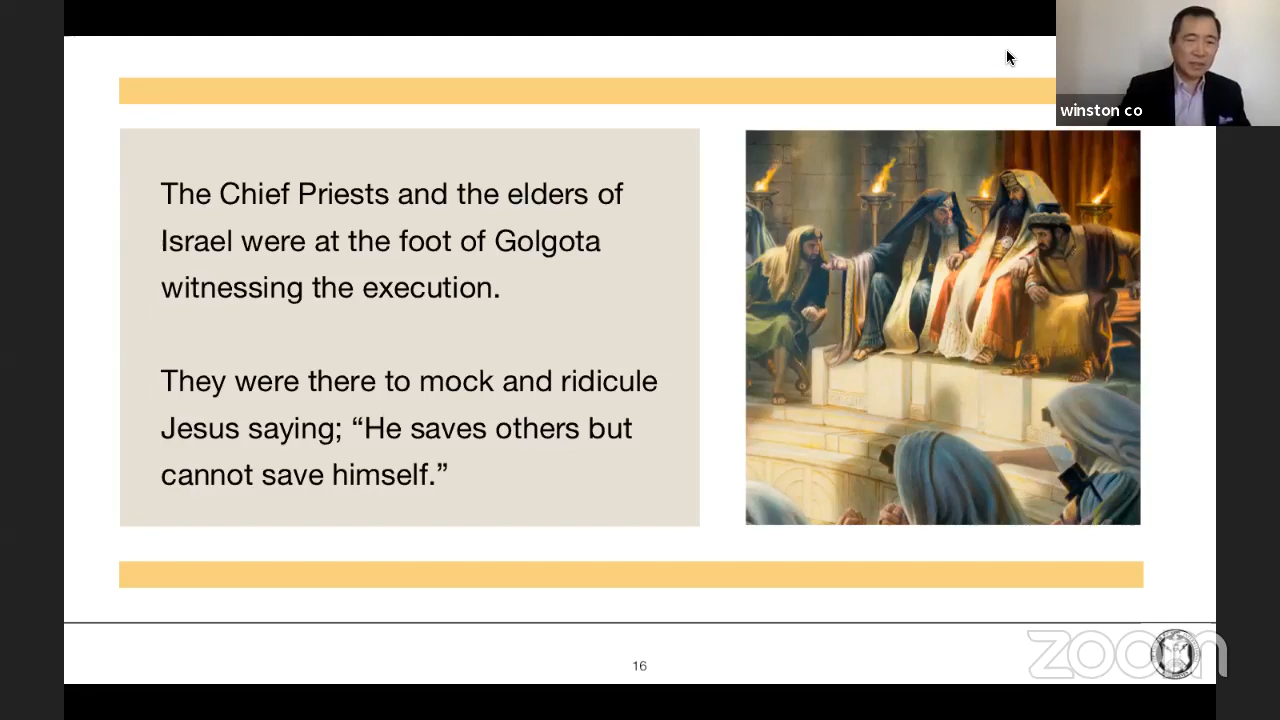 winston co
The Chief Priests and the elders of
Israel were at the foot of Golgota
witnessing the execution.
They were there to mock and ridicule
Jesus saying; “He saves others but
cannot save himself.”
16
zoom